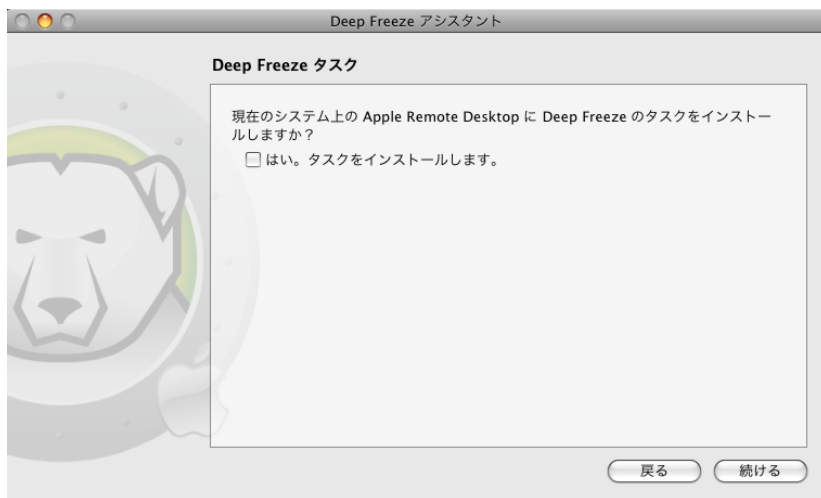 Deep Freeze アシスタント
Deep Freeze タスク
現在のシステム上の Apple Remote Desktop に Deep Freeze のタスクをインストー
ルしますか？
はい。タスクをインストールします。
戻る
続ける